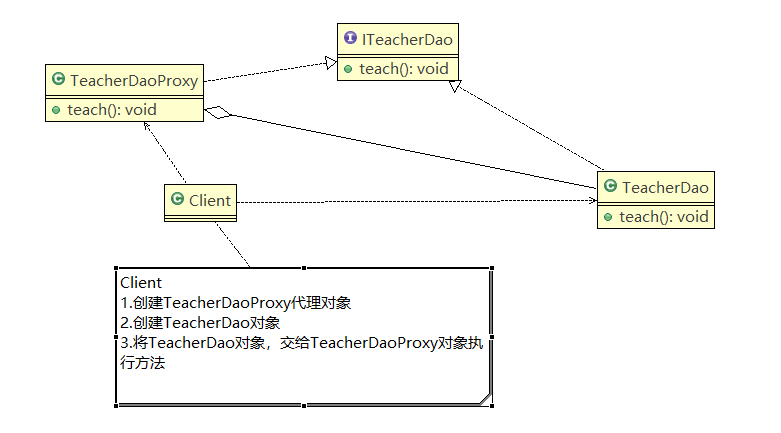 ITeacherDao
teach(): void
TeacherDaoProxy
teach(): void
TeacherDao
teach(): void
Client
Client
1.创建TeacherDaoProxy代理对象
2.创建TeacherDao对象
3.将TeacherDao对象，交给TeacherDaoProxy对象执
行方法